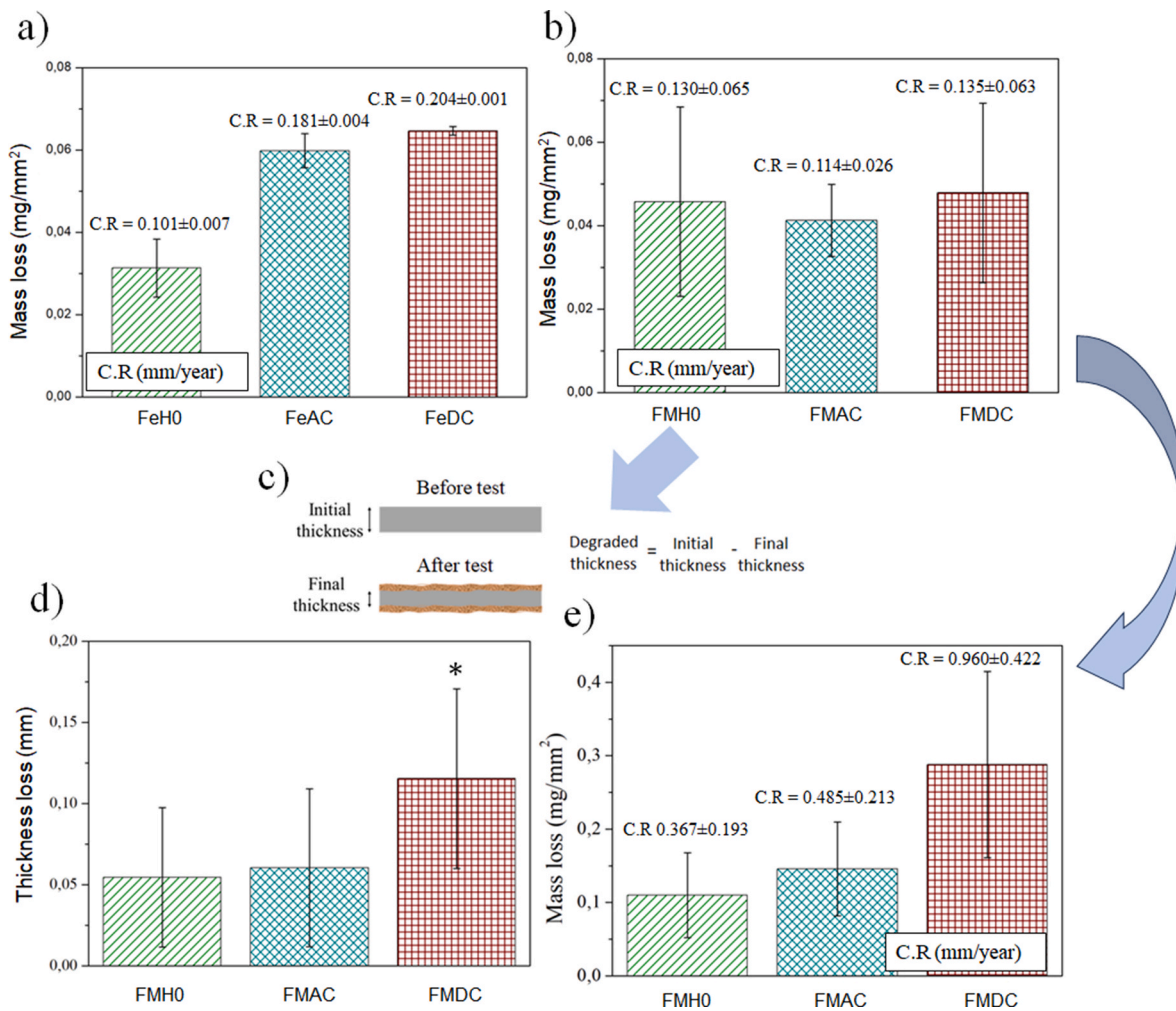 a)
0,08
0,06
0,04
0,02
0,00
Mass loss (mg/mm²)
C.R = 0.101±0.007
C.R = 0.181±0.004
C.R = 0.204±0.001
C.R (mm/year)
FeH0
FeAC
FeDC
b)
0,08
0,06
0,04
0,02
0,00
Mass loss (mg/mm²)
C.R = 0.130±0.065
C.R = 0.114±0.026
C.R = 0.135±0.063
C.R (mm/year)
FMH0
FMAC
FMDC
c)
Before test
Initial
thickness
After test
Final
thickness
Degraded
thickness
=
Initial
thickness
-
Final
thickness
d)
0,20
0,15
0,10
0,05
0,00
Thickness loss (mm)
*
FMH0
FMAC
FMDC
e)
0,4
0,3
0,2
0,1
0,0
Mass loss (mg/mm²)
C.R 0.367±0.193
C.R = 0.485±0.213
C.R = 0.960±0.422
C.R (mm/year)
FMH0
FMAC
FMDC